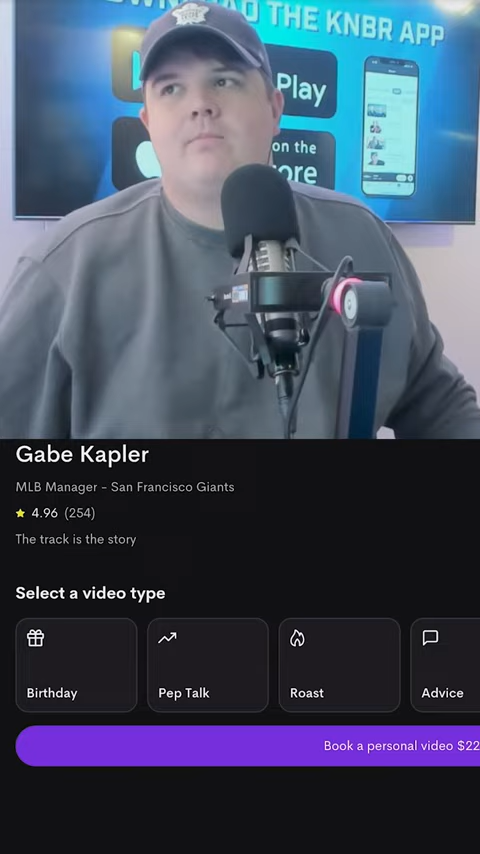 D THE KNBR APP
Play
on the
ore
Gabe Kapler
MLB Manager - San Francisco Giants
4.96 (254)
The track is the story
Select a video type
Birthday
Pep Talk
Roast
Advice
Book a personal video $22